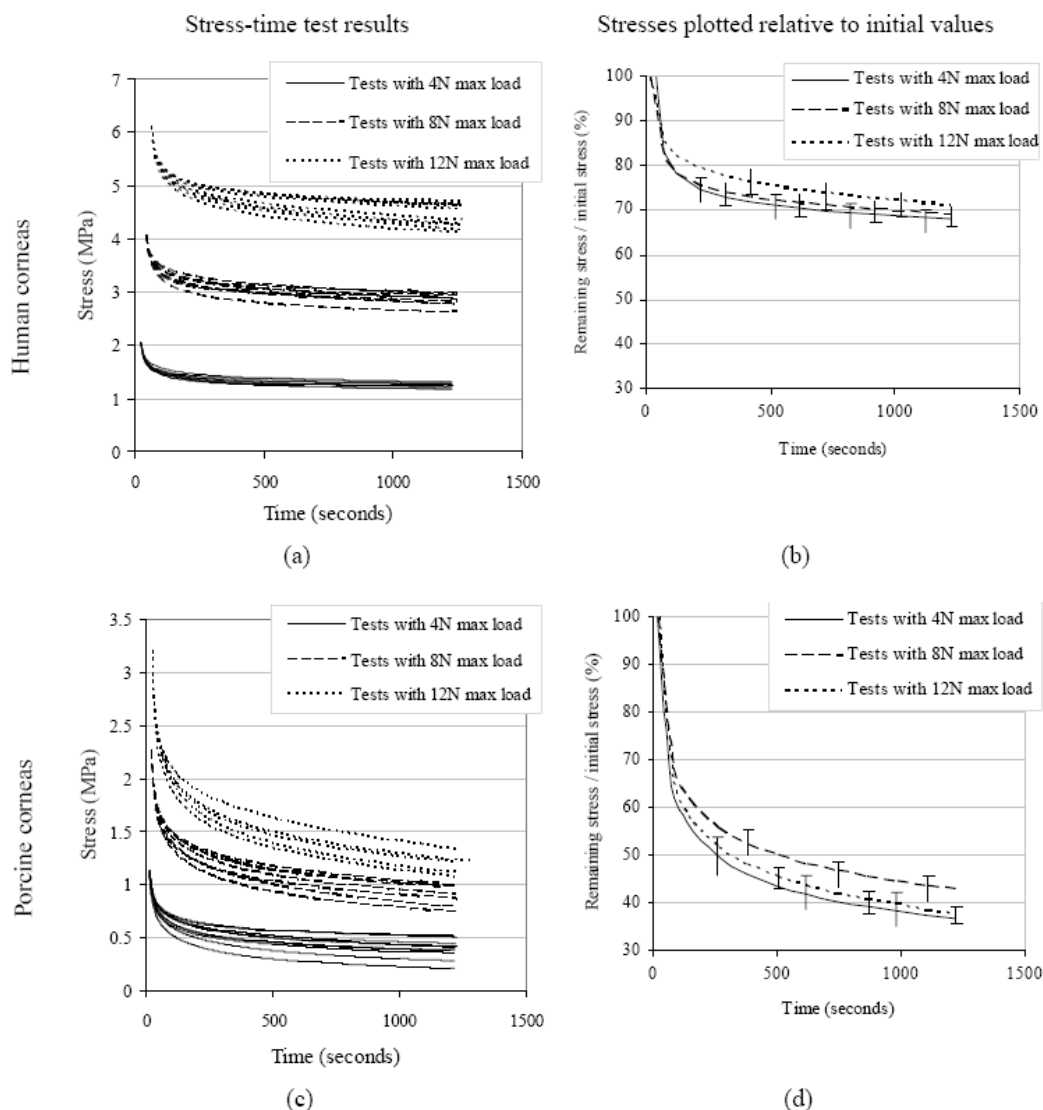 Stress-time test results
Stresses plotted relative to initial values
Human corneas
Stress (MPa)
7
6
5
4
3
2
1
0
Tests with 4N max load
Tests with 8N max load
Tests with 12N max load
0 500 1000 1500
Time (seconds)
(a)
Remaining stress / initial stress (%)
100
90
80
70
60
50
40
30
Tests with 4N max load
Tests with 8N max load
Tests with 12N max load
0 500 1000 1500
Time (seconds)
(b)
Porcine corneas
Stress (MPa)
3.5
3
2.5
2
1.5
1
0.5
0
Tests with 4N max load
Tests with 8N max load
Tests with 12N max load
0 500 1000 1500
Time (seconds)
(c)
Remaining stress / initial stress (%)
100
90
80
70
60
50
40
30
Tests with 4N max load
Tests with 8N max load
Tests with 12N max load
0 500 1000 1500
Time (seconds)
(d)